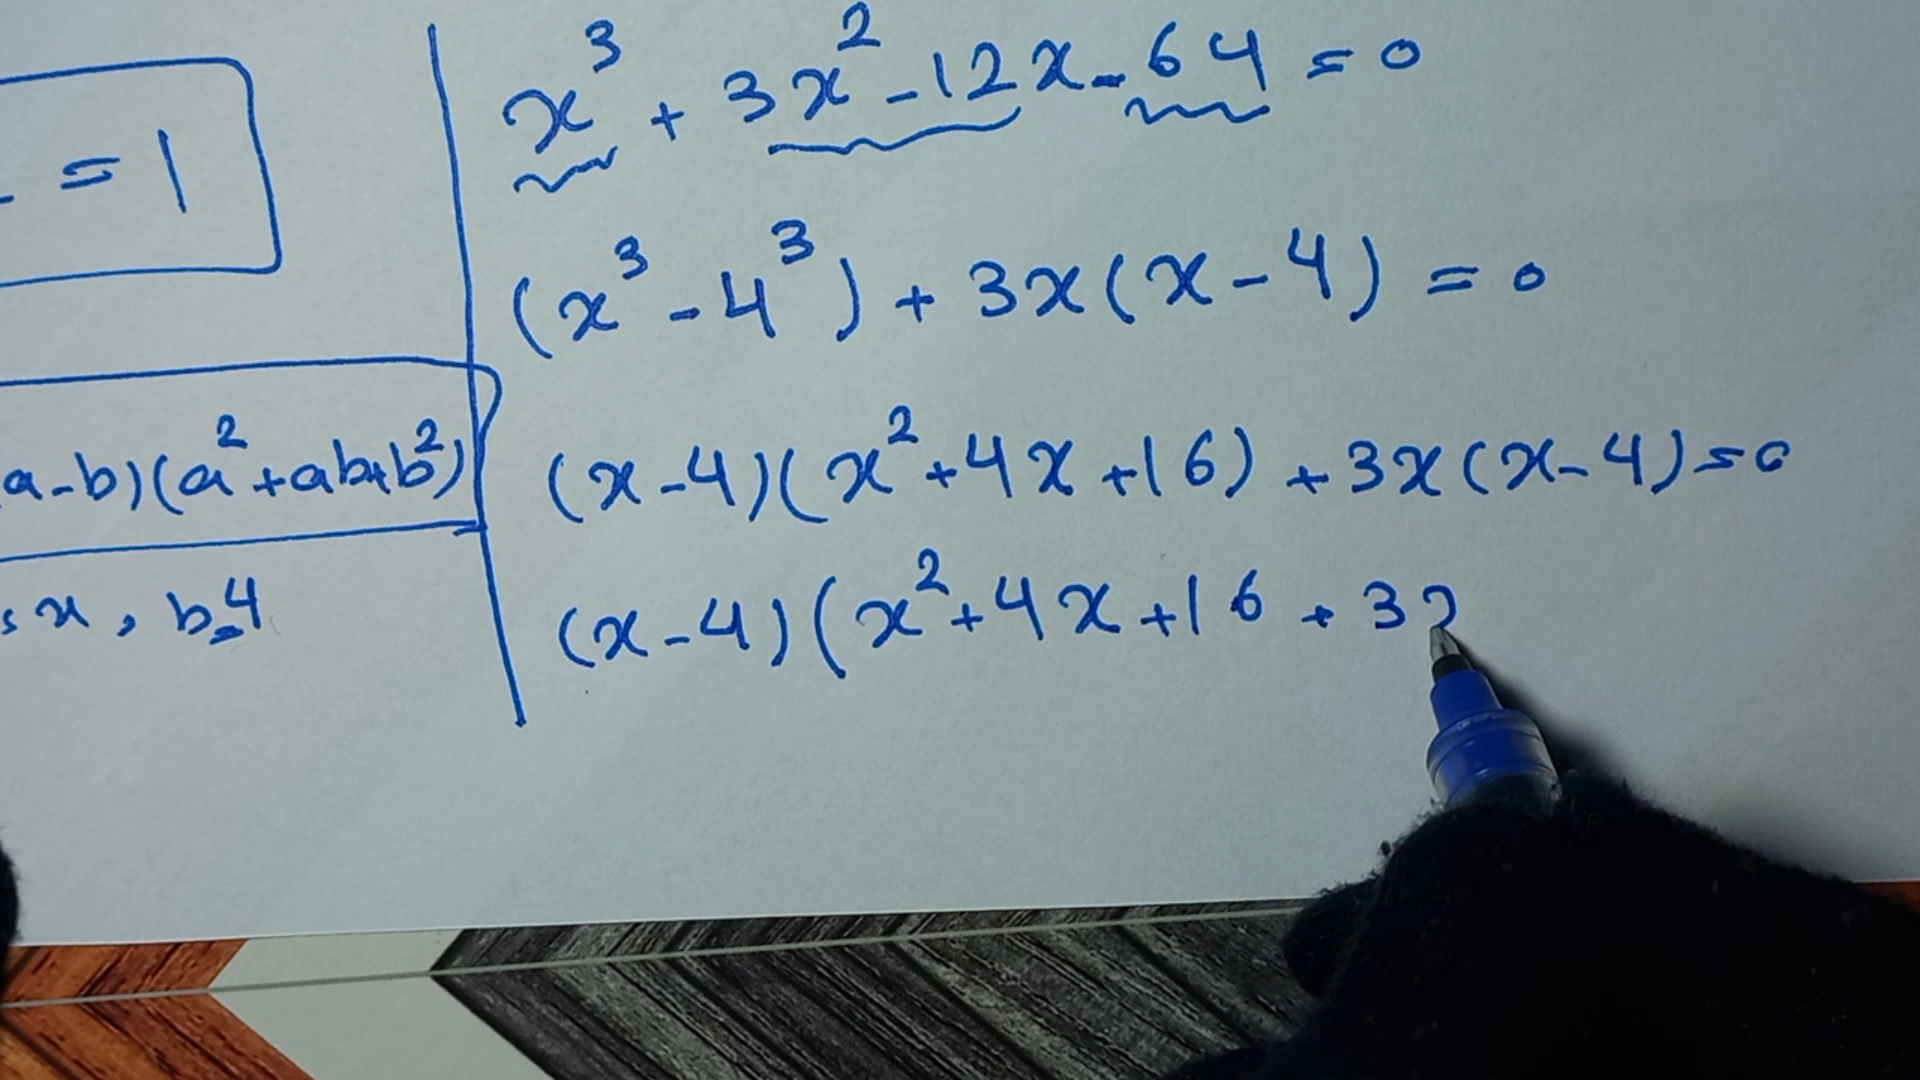 = 1
a-b)(a²+ab+b²)
x, b=4
x³ + 3x² - 12x - 64 = 0
(x³ - 4³) + 3x(x - 4) = 0
(x-4)(x²+4x+16) + 3x(x-4) = 0
(x-4)(x²+4x+16 + 3